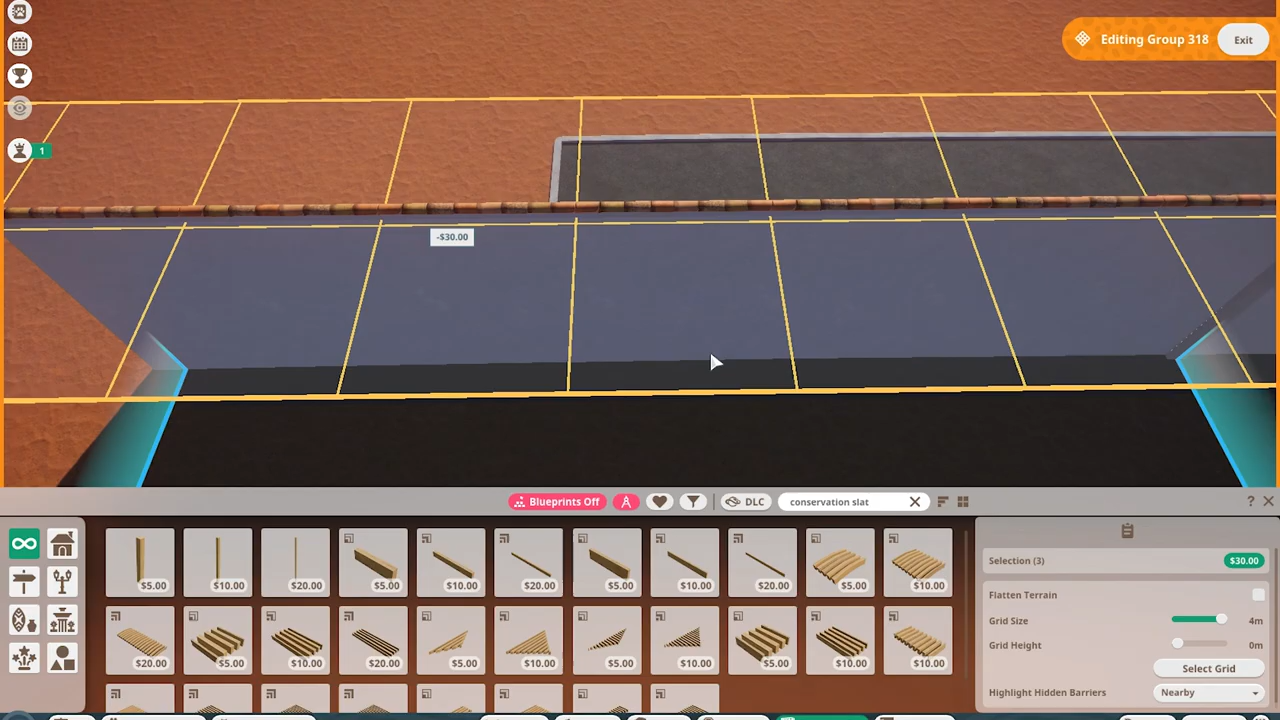 Editing Group 318
Exit
1
-$30.00
Blueprints Off
DLC
conservation slat
?
$5.00
$10.00
$20.00
$5.00
$10.00
$20.00
$5.00
$10.00
$20.00
$5.00
$10.00
$20.00
$5.00
$10.00
$20.00
$5.00
$10.00
$5.00
$10.00
$5.00
$10.00
$10.00
Selection (3)
$30.00
Flatten Terrain
Grid Size
4m
Grid Height
0m
Select Grid
Highlight Hidden Barriers
Nearby